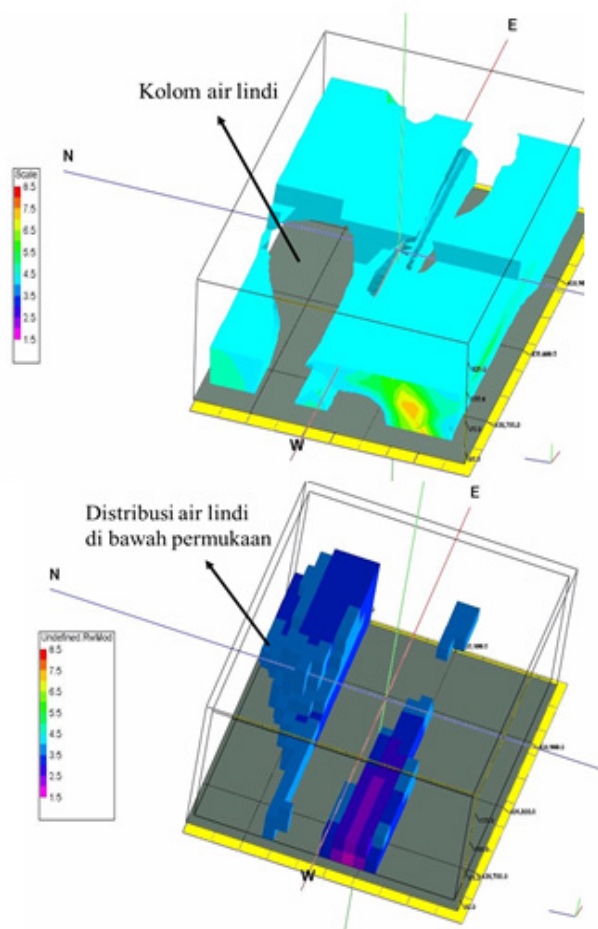 E
Kolom air lindi
N
Scale
8.5
7.5
6.5
5.5
4.5
3.5
2.5
1.5
W
E
Distribusi air lindi
di bawah permukaan
N
Undefined RwMod
8.5
7.5
6.5
5.5
4.5
3.5
2.5
1.5
W